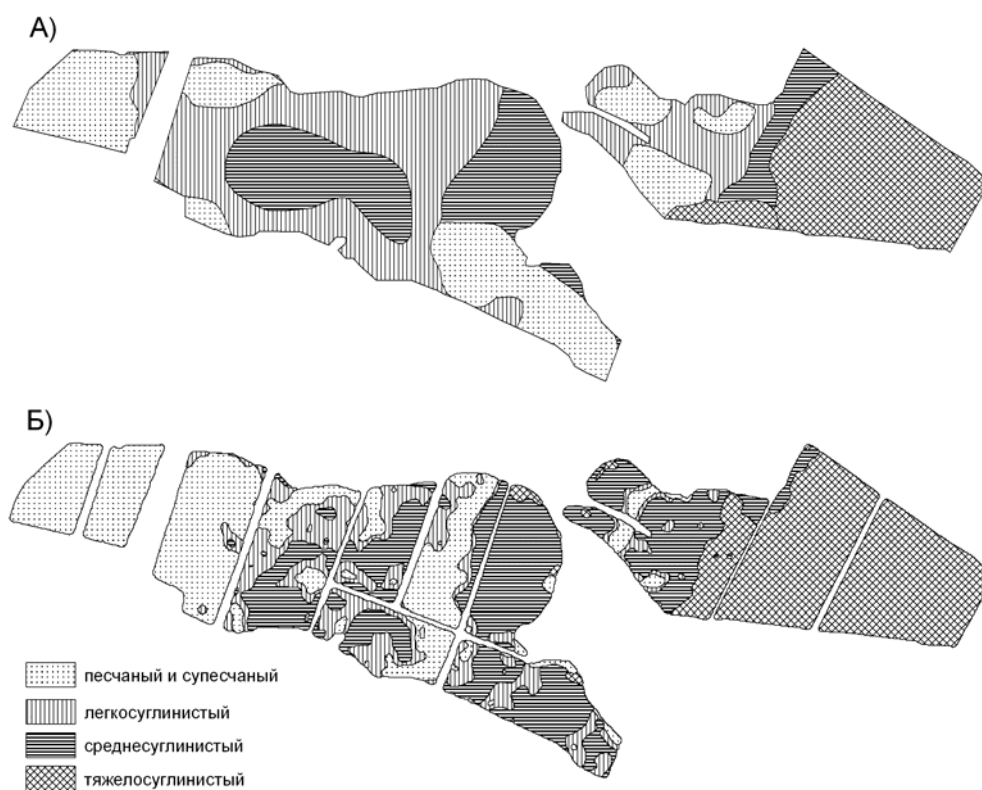 А)
Б)
песчаный и супесчаный
легкосуглинистый
среднесуглинистый
тяжелосуглинистый